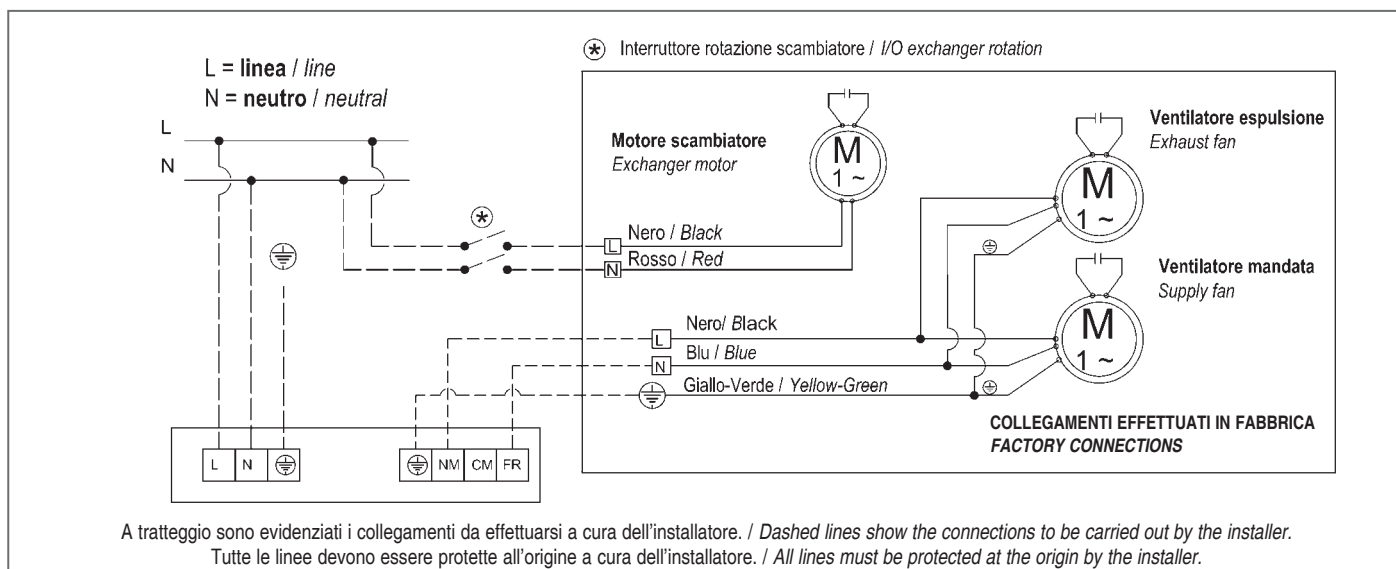 * Interruttore rotazione scambiatore / I/O exchanger rotation
L = linea / line
N = neutro / neutral
L
N
*
Motore scambiatore
Exchanger motor
M
1 ~
Ventilatore espulsione
Exhaust fan
M
1 ~
L Nero / Black
N Rosso / Red
Ventilatore mandata
Supply fan
M
1 ~
L Nero/ Black
N Blu / Blue
Giallo-Verde / Yellow-Green
COLLEGAMENTI EFFETTUATI IN FABBRICA
FACTORY CONNECTIONS
L N
NM CM FR
A tratteggio sono evidenziati i collegamenti da effettuarsi a cura dell'installatore. / Dashed lines show the connections to be carried out by the installer.
Tutte le linee devono essere protette all'origine a cura dell'installatore. / All lines must be protected at the origin by the installer.